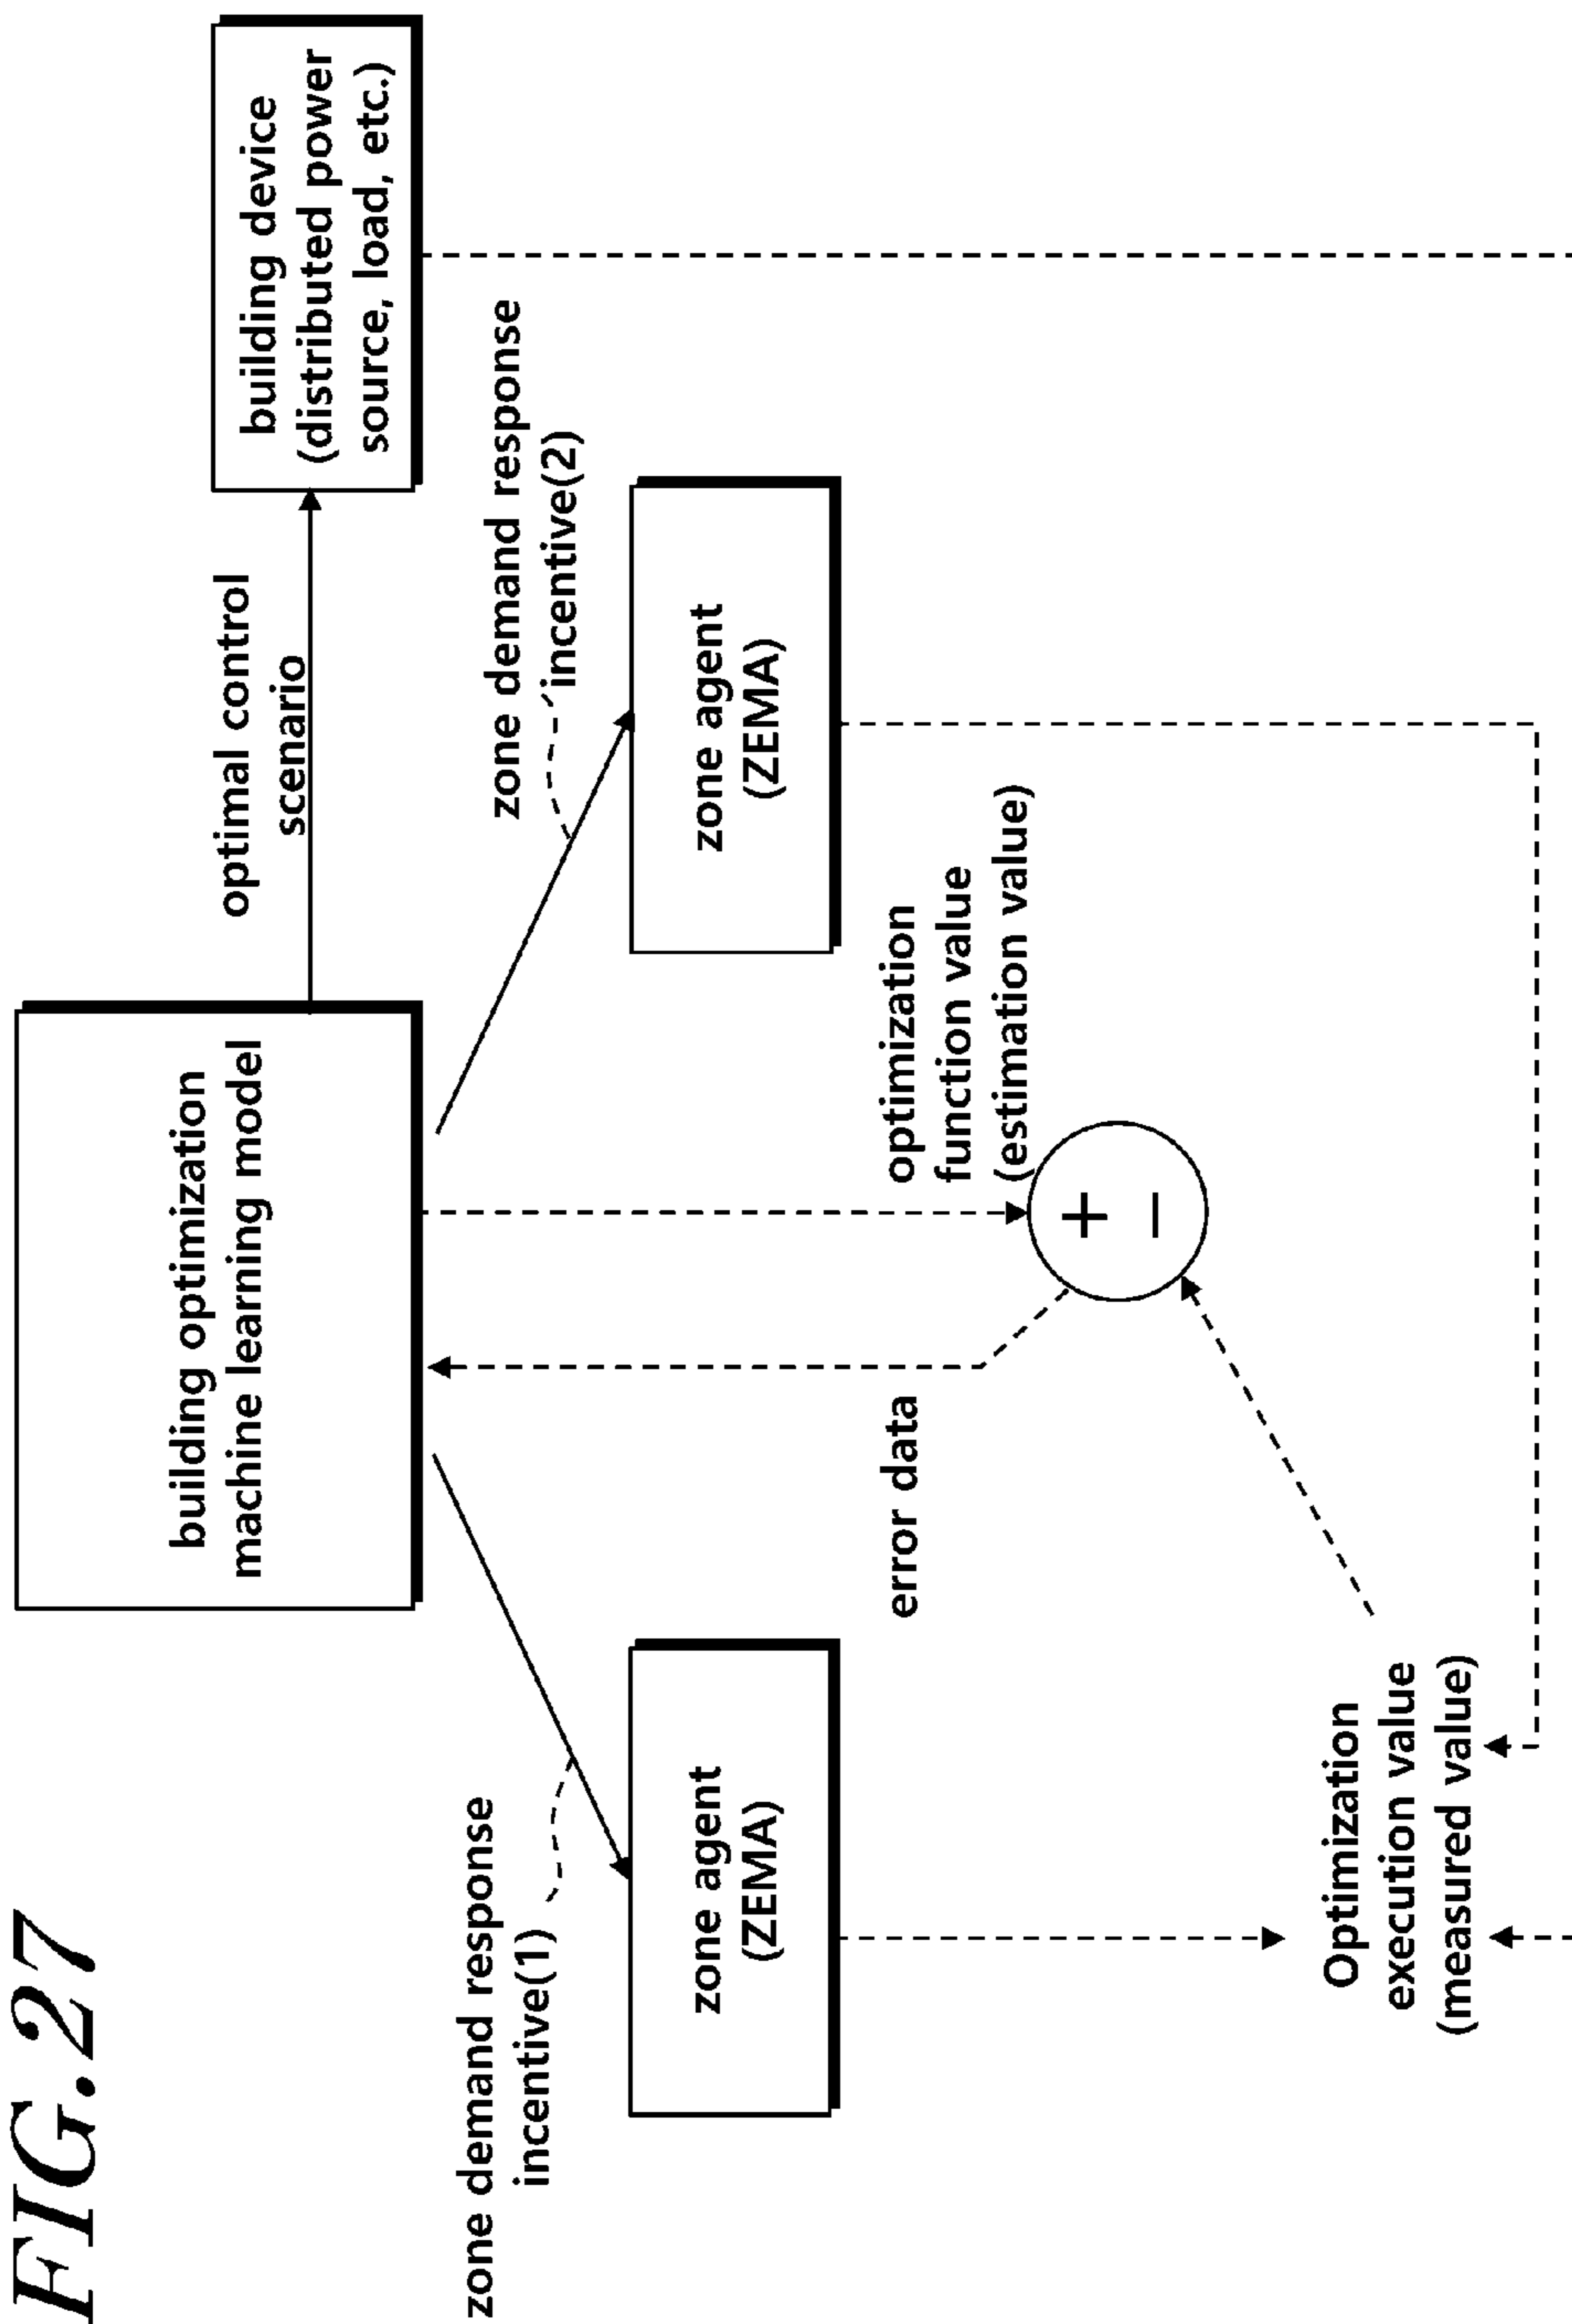 FIG.27
building optimization
machine learning model
optimal control
scenario
building device
(distributed power
source, load, etc.)
zone demand response
incentive(1)
zone demand response
incentive(2)
zone agent
(ZEMA)
zone agent
(ZEMA)
error data
optimization
function value
(estimation value)
+
−
Optimization
execution value
(measured value)